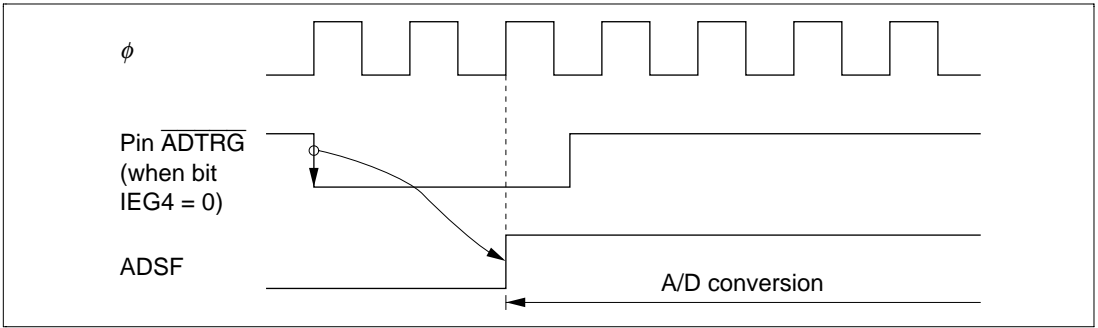 ϕ
Pin ADTRG
(when bit
IEG4 = 0)
ADSF
A/D conversion